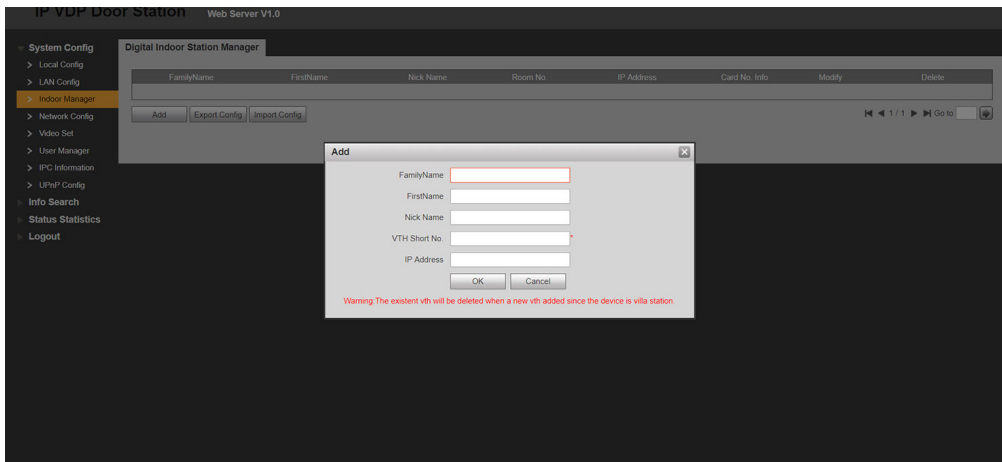 IP VDP Door Station Web Server V1.0
System Config
Local Config
LAN Config
Indoor Manager
Network Config
Video Set
User Manager
IPC Information
UPnP Config
Info Search
Status Statistics
Logout
Digital Indoor Station Manager
FamilyName FirstName Nick Name Room No. IP Address Card No. Info Modify Delete
Add Export Config Import Config 1 / 1 Go to
Add
FamilyName
FirstName
Nick Name
VTH Short No. *
IP Address
OK Cancel
Warning:The existent vth will be deleted when a new vth added since the device is villa station.